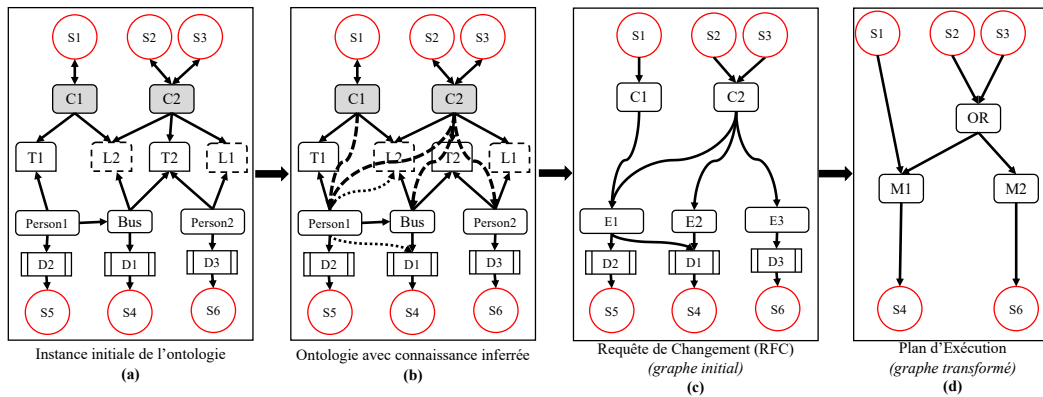 S1
S2
S3
C1
C2
T1
L2
T2
L1
Person1
Bus
Person2
D2
D1
D3
S5
S4
S6
Instance initiale de l’ontologie
(a)
S1
S2
S3
C1
C2
T1
L2
T2
L1
Person1
Bus
Person2
D2
D1
D3
S5
S4
S6
Ontologie avec connaissance inferrée
(b)
S1
S2
S3
C1
C2
E1
E2
E3
D2
D1
D3
S5
S4
S6
Requête de Changement (RFC)
(graphe initial)
(c)
S1
S2
S3
OR
M1
M2
S4
S6
Plan d’Exécution
(graphe transformé)
(d)